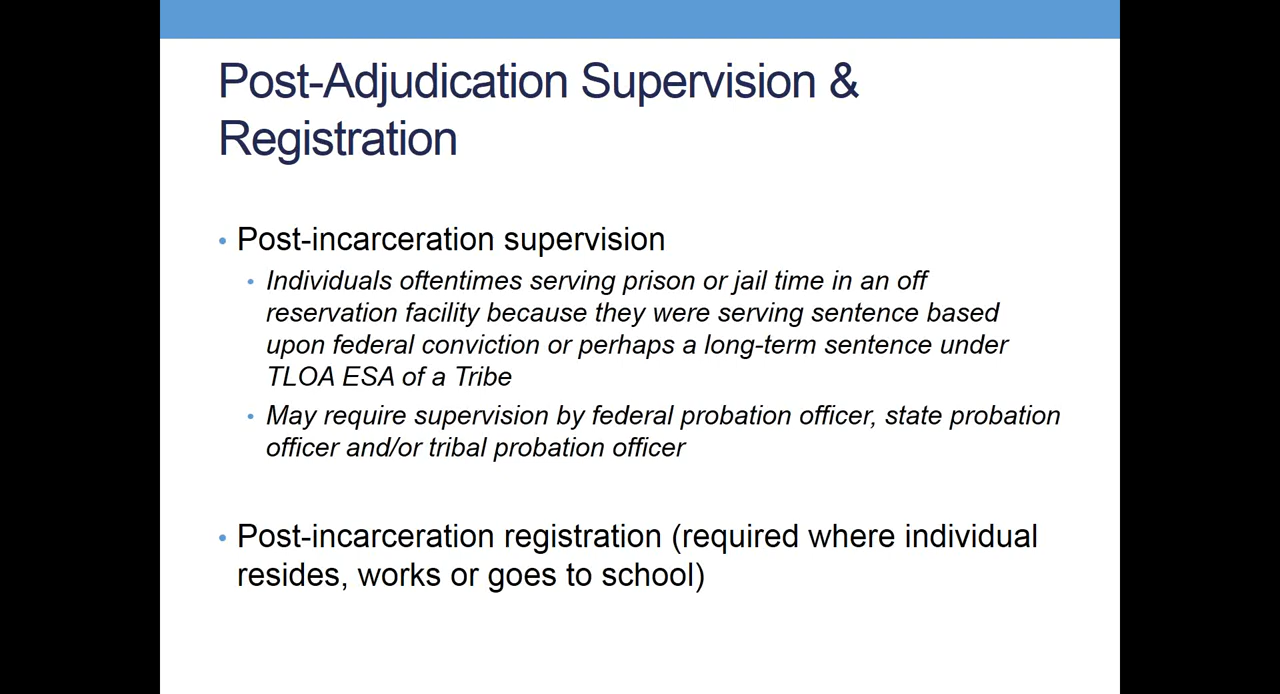 Post-Adjudication Supervision &
Registration
• Post-incarceration supervision
• Individuals oftentimes serving prison or jail time in an off
reservation facility because they were serving sentence based
upon federal conviction or perhaps a long-term sentence under
TLOA ESA of a Tribe
• May require supervision by federal probation officer, state probation
officer and/or tribal probation officer
• Post-incarceration registration (required where individual
resides, works or goes to school)